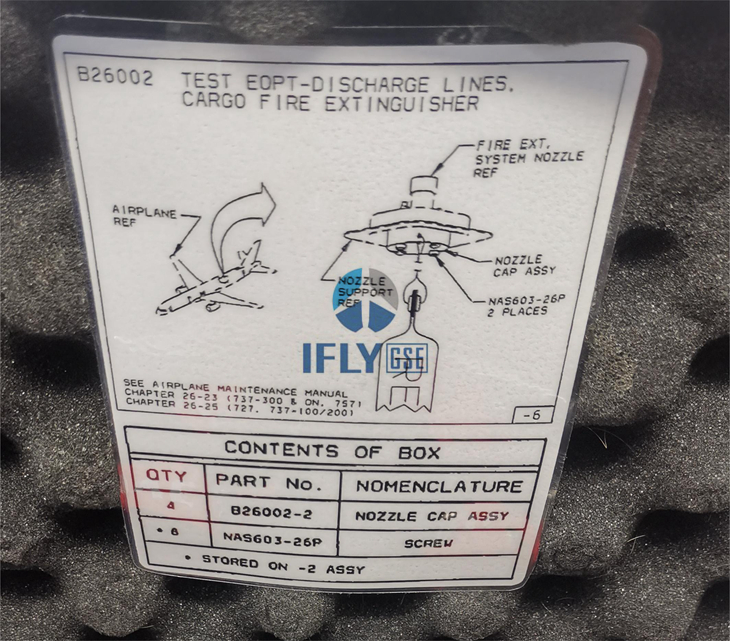 B26002 TEST EQPT-DISCHARGE LINES,
CARGO FIRE EXTINGUISHER
FIRE EXT,
SYSTEM NOZZLE
REF
AIRPLANE
REF
NOZZLE
CAP ASSY
NOZZLE
SUPPORT
REF
NAS603-26P
2 PLACES
IFLY GSE
SEE AIRPLANE MAINTENANCE MANUAL
CHAPTER 26-23 (737-300 & ON, 757)
CHAPTER 26-25 (727, 737-100/200)
-6
CONTENTS OF BOX
QTY PART No. NOMENCLATURE
4 B26002-2 NOZZLE CAP ASSY
* 8 NAS603-26P SCREW
* STORED ON -2 ASSY